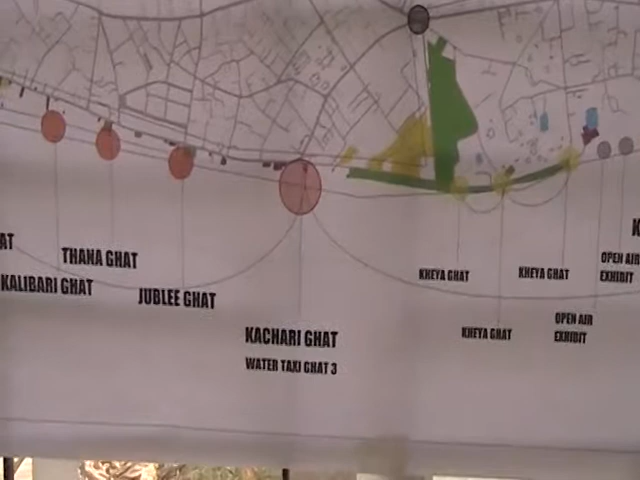 AT
THANA GHAT
KALIBARI GHAT
JUBLEE GHAT
KACHARI GHAT
WATER TAXI GHAT 3
KHEYA GHAT
KHEYA GHAT
KHEYA GHAT
OPEN AIR
EXHIBIT
OPEN AIR
EXHIBIT
K